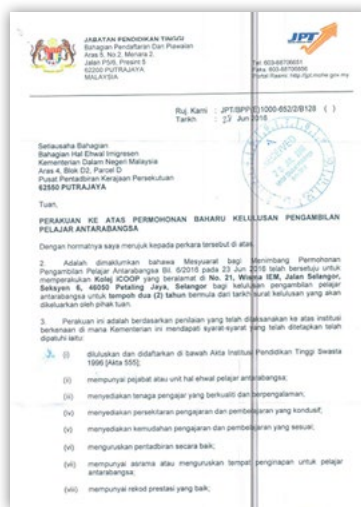 JABATAN PENDIDIKAN TINGGI
Bahagian Pendaftaran Dan Piawaian
Aras 5, No.2, Menara 2,
Jalan P5/6, Presint 5
62200 PUTRAJAYA
MALAYSIA
JPT
Ruj. Kami : JPT/BPP(E)1000-652/2/B128 ( )
Tarikh : Jun 2016
Setiausaha Bahagian
Bahagian Hal Ehwal Imigresen
Kementerian Dalam Negeri Malaysia
Aras 4, Blok D2, Parcel D
Pusat Pentadbiran Kerajaan Persekutuan
62550 PUTRAJAYA
Tuan,
PERAKUAN KE ATAS PERMOHONAN BAHARU KELULUSAN PENGAMBILAN
PELAJAR ANTARABANGSA
Dengan hormatnya saya merujuk kepada perkara tersebut di atas.
2. Adalah dimaklumkan bahawa Mesyuarat bagi Menimbang Permohonan
Pengambilan Pelajar Antarabangsa Bil. 6/2016 pada 23 Jun 2016 telah bersetuju untuk
memperakukan Kolej iCOOP yang beralamat di No. 21, Wisma IEM, Jalan Selangor,
Seksyen 6, 46050 Petaling Jaya, Selangor bagi kelulusan pengambilan pelajar
antarabangsa untuk tempoh dua (2) tahun bermula dari tarikh surat kelulusan yang akan
dikeluarkan oleh pihak tuan.
3. Perakuan ini adalah berdasarkan penilaian yang telah dilaksanakan ke atas institusi
berkenaan di mana Kementerian ini mendapati syarat-syarat yang telah ditetapkan telah
dipatuhi iaitu:
(i) diluluskan dan didaftarkan di bawah Akta Institusi Pendidikan Tinggi Swasta
1996 [Akta 555];
(ii) mempunyai pejabat atau unit hal ehwal pelajar antarabangsa;
(iii) menyediakan tenaga pengajar yang berkualiti dan berpengalaman;
(iv) menyediakan persekitaran pengajaran dan pembelajaran yang kondusif;
(v) menyediakan kemudahan pengajaran dan pembelajaran yang sesuai;
(vi) menguruskan pentadbiran secara baik;
(vii) mempunyai asrama atau menguruskan tempat penginapan untuk pelajar
antarabangsa;
(viii) mempunyai rekod prestasi yang baik;